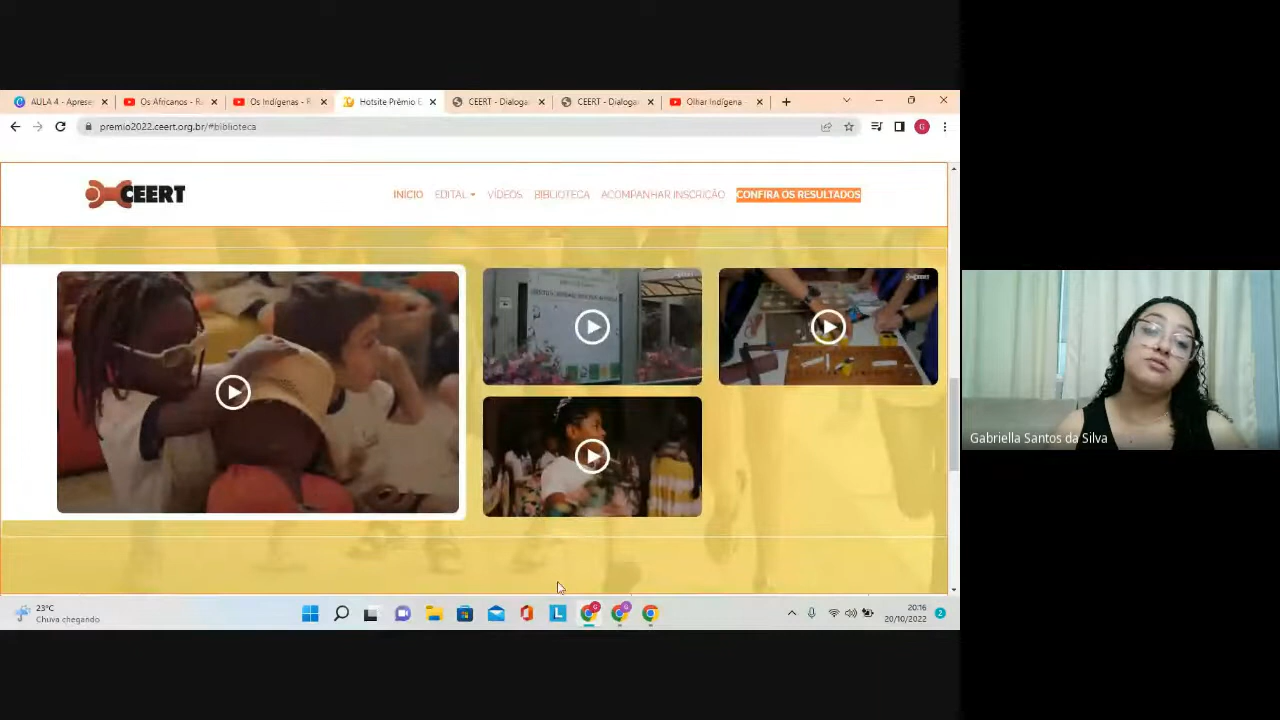 AULA 4 - Aprese
Os Africanos - R
Os Indígenas - R
Hotsite Prêmio E
CEERT - Dialoga
CEERT - Dialoga
Olhar Indígena
premio2022.ceert.org.br/#biblioteca
G
CEERT
INÍCIO EDITAL VÍDEOS BIBLIOTECA ACOMPANHAR INSCRIÇÃO CONFIRA OS RESULTADOS
Gabriella Santos da Silva
23°C
Chuva chegando
20:16
20/10/2022
2